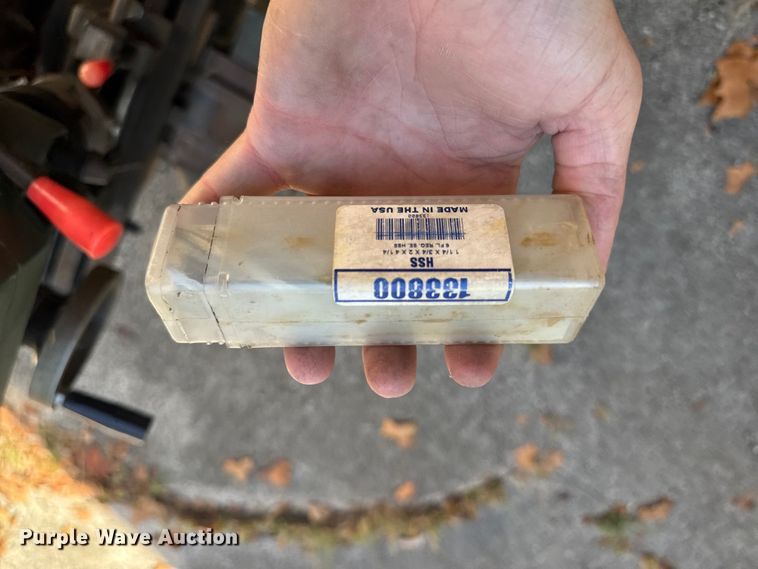 133800
HSS
1 1/4 X 3/4 X 2 X 4 1/4
6 FL. REG. SE. HSS
133800
MADE IN THE USA
Purple Wave Auction